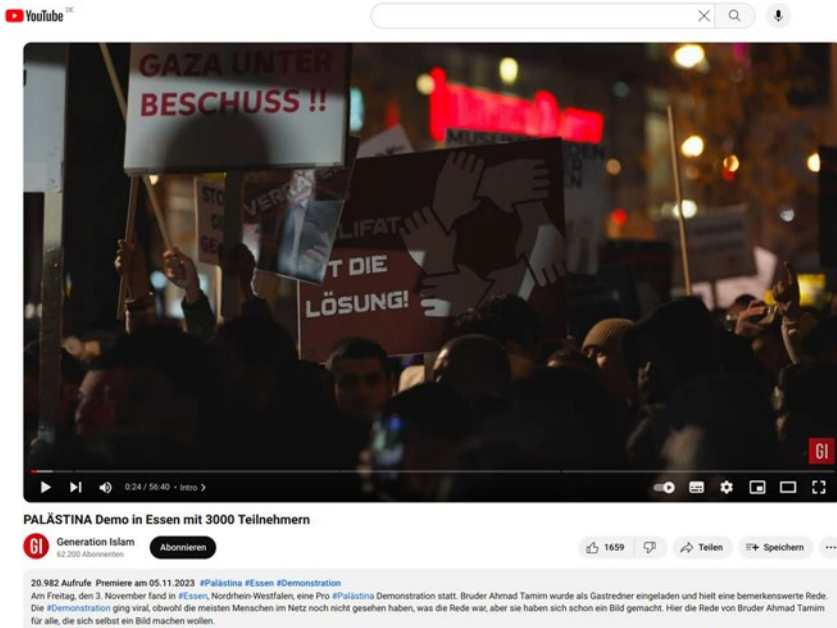 YouTube DE
GAZA UNTER
BESCHUSS !!
VERRÄTER
LIFAT
T DIE
LÖSUNG!
GI
0:24 / 56:40 • Intro >
PALÄSTINA Demo in Essen mit 3000 Teilnehmern
GI
Generation Islam
62.200 Abonnenten
Abonnieren
1659
Teilen
Speichern
20.982 Aufrufe Premiere am 05.11.2023 #Palästina #Essen #Demonstration
Am Freitag, den 3. November fand in #Essen, Nordrhein-Westfalen, eine Pro #Palästina Demonstration statt. Bruder Ahmad Tamim wurde als Gastredner eingeladen und hielt eine bemerkenswerte Rede.
Die #Demonstration ging viral, obwohl die meisten Menschen im Netz noch nicht gesehen haben, was die Rede war, aber sie haben sich schon ein Bild gemacht. Hier die Rede von Bruder Ahmad Tamim
für alle, die sich selbst ein Bild machen wollen.